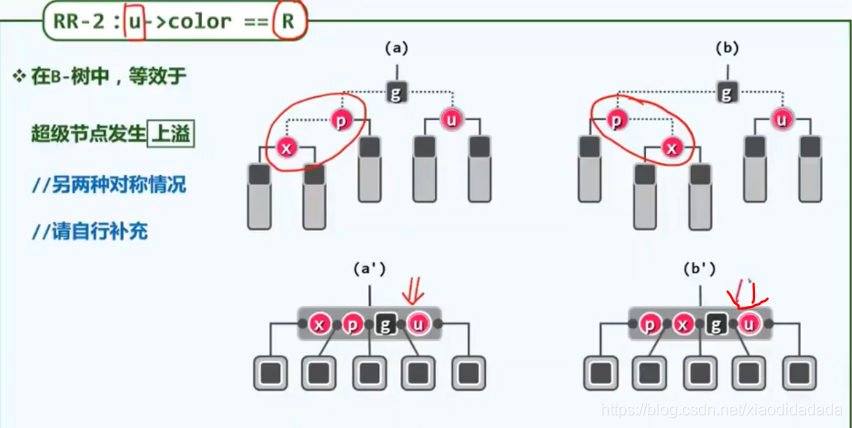 RR-2：u->color == R
❖ 在B-树中，等效于
超级节点发生上溢
//另两种对称情况
//请自行补充
(a)
g
p
u
x
(b)
g
p
u
x
(a')
x p g u
(b')
p x g u
https://blog.csdn.net/xiaodidadada